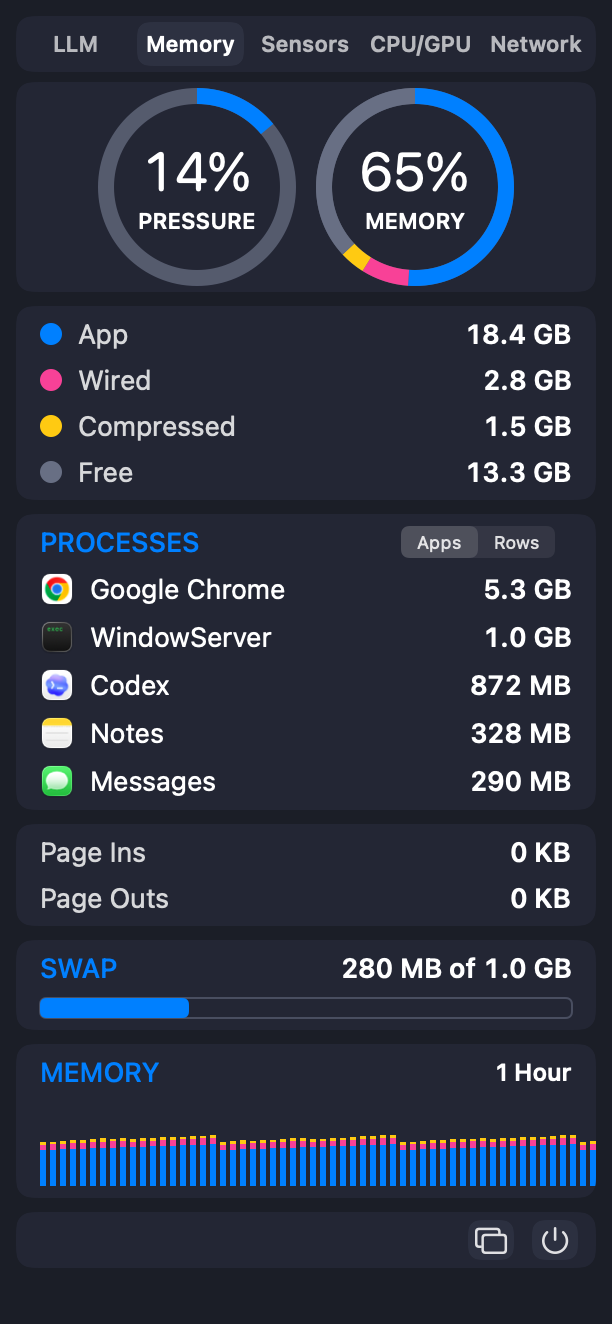 LLM Memory Sensors CPU/GPU Network
14% 65%
PRESSURE MEMORY
App 18.4 GB
Wired 2.8 GB
Compressed 1.5 GB
Free 13.3 GB
PROCESSES Apps Rows
Google Chrome 5.3 GB
exec WindowServer 1.0 GB
Codex 872 MB
Notes 328 MB
Messages 290 MB
Page Ins 0 KB
Page Outs 0 KB
SWAP 280 MB of 1.0 GB
MEMORY 1 Hour